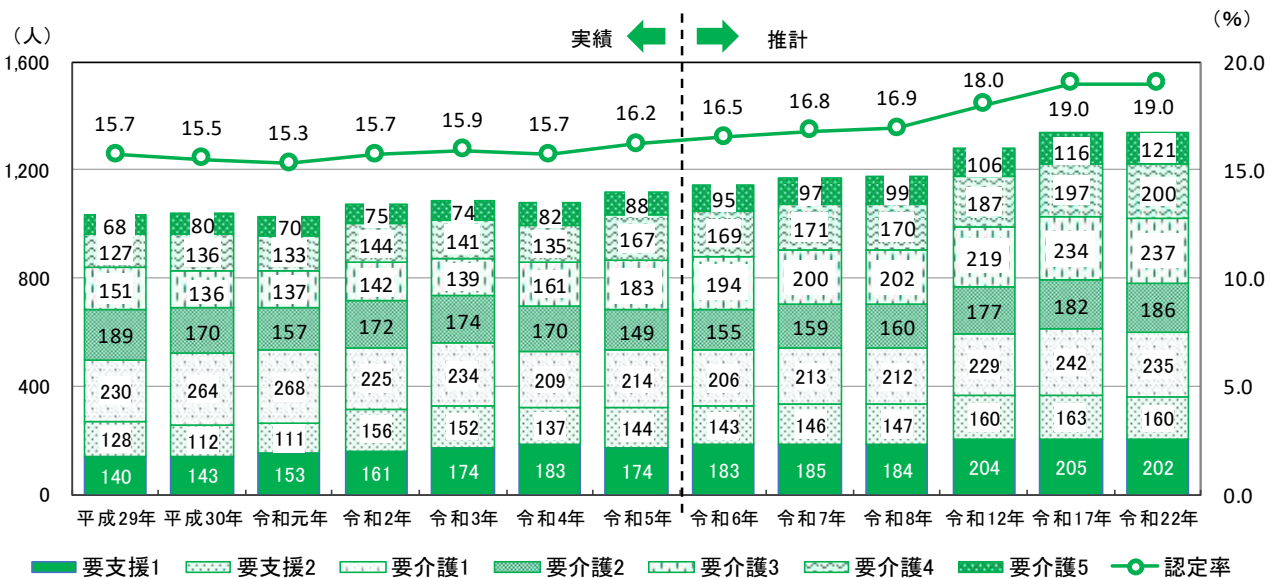 (人) (%)
実績 推計
1,600 20.0
15.7 15.5 15.3 15.7 15.9 15.7 16.2 16.5 16.8 16.9 18.0 19.0 19.0
1,200 15.0
68 80 70 75 74 82 88 95 97 99 106 116 121
127 136 133 144 141 135 167 169 171 170 187 197 200
800 10.0
151 136 137 142 139 161 183 194 200 202 219 234 237
189 170 157 172 174 170 149 155 159 160 177 182 186
400 5.0
230 264 268 225 234 209 214 206 213 212 229 242 235
128 112 111 156 152 137 144 143 146 147 160 163 160
140 143 153 161 174 183 174 183 185 184 204 205 202
0 0.0
平成29年 平成30年 令和元年 令和2年 令和3年 令和4年 令和5年 令和6年 令和7年 令和8年 令和12年 令和17年 令和22年
要支援1 要支援2 要介護1 要介護2 要介護3 要介護4 要介護5 認定率